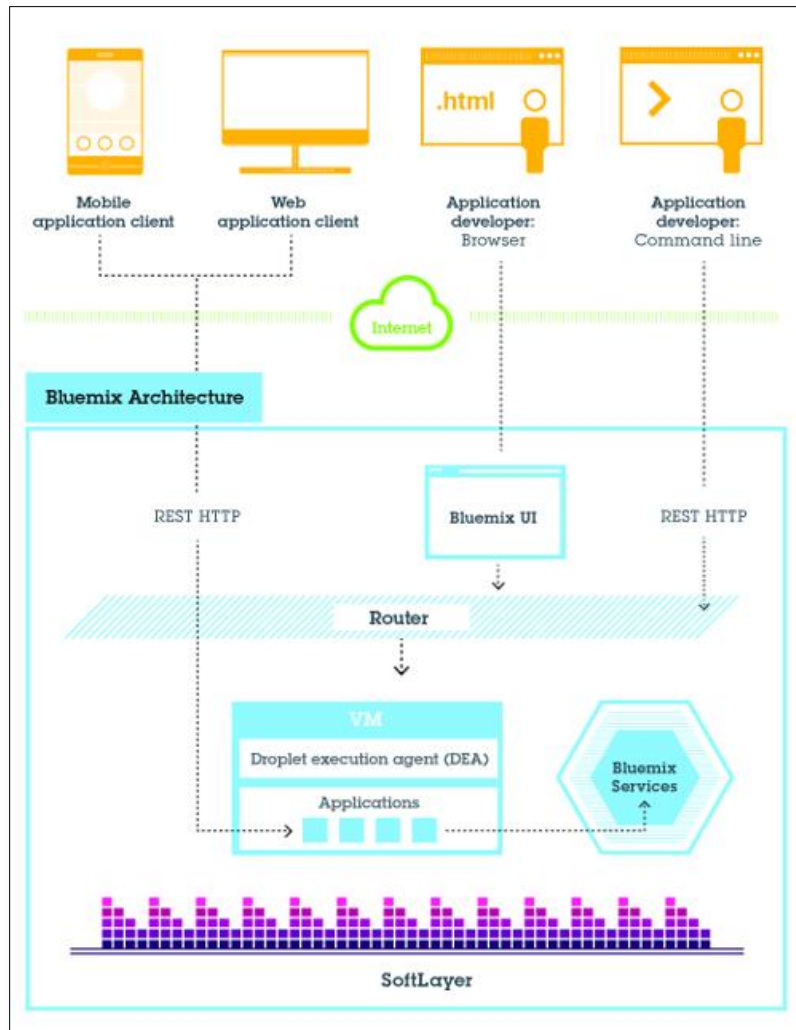 .html
Mobile
application client
Web
application client
Application
developer:
Browser
Application
developer:
Command line
Internet
Bluemix Architecture
REST HTTP
Bluemix UI
REST HTTP
Router
VM
Droplet execution agent (DEA)
Applications
Bluemix
Services
SoftLayer